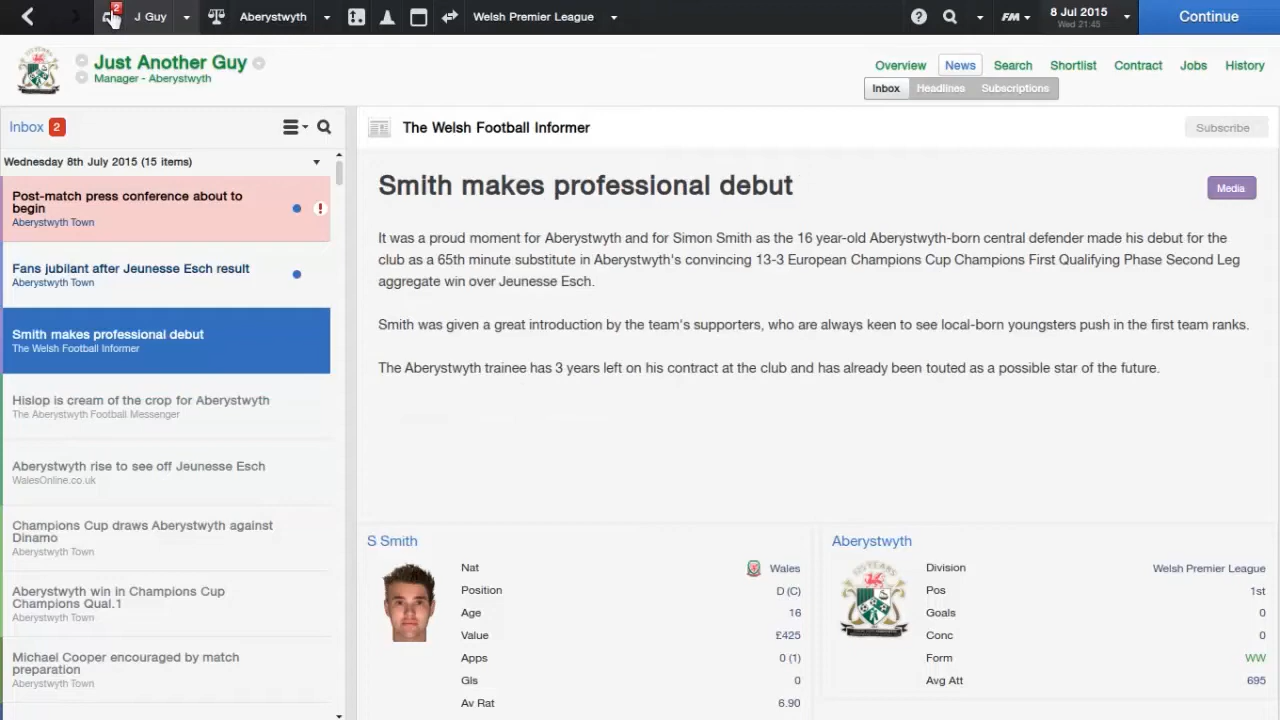 2
J Guy
Aberystwyth
Welsh Premier League
FM
8 Jul 2015
Wed 21:45
Continue
Just Another Guy
Manager - Aberystwyth
Overview
News
Search
Shortlist
Contract
Jobs
History
Inbox
Headlines
Subscriptions
Inbox 2
Wednesday 8th July 2015 (15 items)
Post-match press conference about to
begin
Aberystwyth Town
Fans jubilant after Jeunesse Esch result
Aberystwyth Town
Smith makes professional debut
The Welsh Football Informer
Hislop is cream of the crop for Aberystwyth
The Aberystwyth Football Messenger
Aberystwyth rise to see off Jeunesse Esch
WalesOnline.co.uk
Champions Cup draws Aberystwyth against
Dinamo
Aberystwyth Town
Aberystwyth win in Champions Cup
Champions Qual.1
Aberystwyth Town
Michael Cooper encouraged by match
preparation
Aberystwyth Town
The Welsh Football Informer
Subscribe
Smith makes professional debut
Media
It was a proud moment for Aberystwyth and for Simon Smith as the 16 year-old Aberystwyth-born central defender made his debut for the
club as a 65th minute substitute in Aberystwyth's convincing 13-3 European Champions Cup Champions First Qualifying Phase Second Leg
aggregate win over Jeunesse Esch.
Smith was given a great introduction by the team's supporters, who are always keen to see local-born youngsters push in the first team ranks.
The Aberystwyth trainee has 3 years left on his contract at the club and has already been touted as a possible star of the future.
S Smith
Nat Wales
Position D (C)
Age 16
Value £425
Apps 0 (1)
Gls 0
Av Rat 6.90
Aberystwyth
Division Welsh Premier League
Pos 1st
Goals 0
Conc 0
Form WW
Avg Att 695